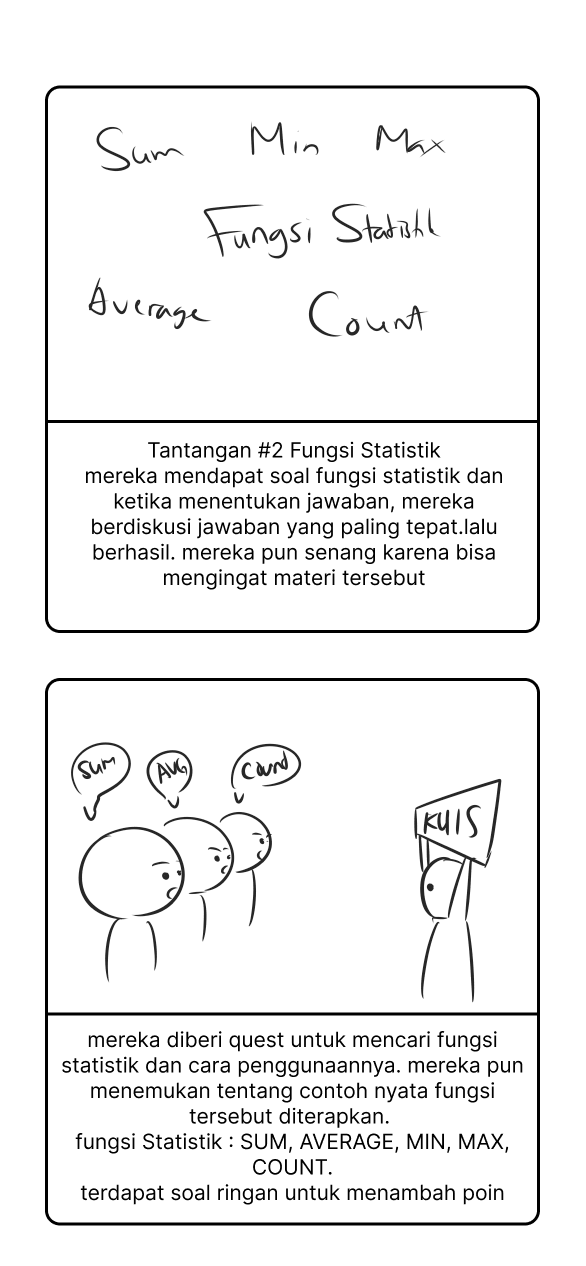 Sum Min Max
Fungsi Statistik
Average Count
Tantangan #2 Fungsi Statistik
mereka mendapat soal fungsi statistik dan
ketika menentukan jawaban, mereka
berdiskusi jawaban yang paling tepat.lalu
berhasil. mereka pun senang karena bisa
mengingat materi tersebut
SUM AVG Count
KUIS
mereka diberi quest untuk mencari fungsi
statistik dan cara penggunaannya. mereka pun
menemukan tentang contoh nyata fungsi
tersebut diterapkan.
fungsi Statistik : SUM, AVERAGE, MIN, MAX,
COUNT.
terdapat soal ringan untuk menambah poin